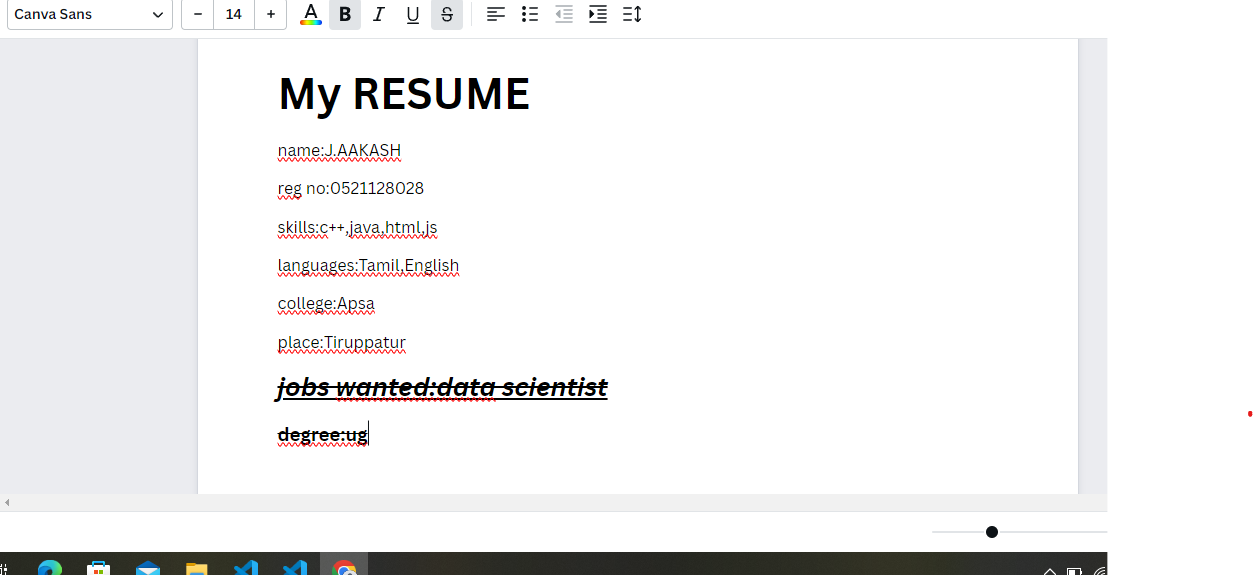 Canva Sans
− 14 + A B I U S
My RESUME
name:J.AAKASH
reg no:0521128028
skills:c++,java,html,js
languages:Tamil,English
college:Apsa
place:Tiruppatur
jobs wanted:data scientist
degree:ug